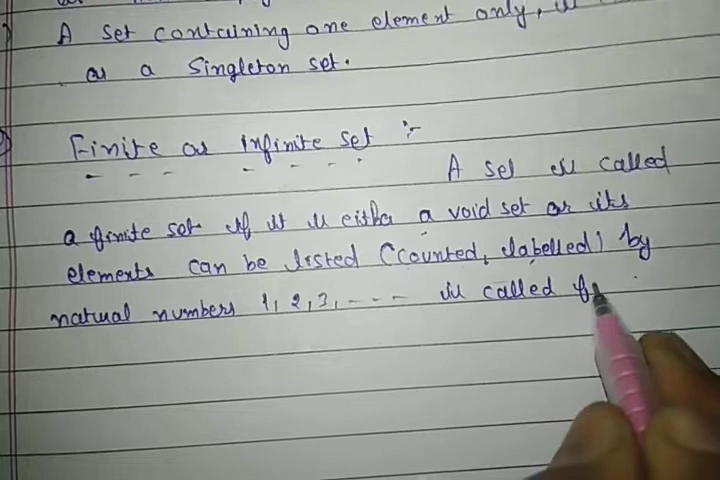 A set containing one element only, is
as a Singleton set.
Finite or infinite set :-
A set is called
a finite set if it is either a void set or its
elements can be listed (counted, labelled) by
natural numbers 1, 2, 3, ---- is called